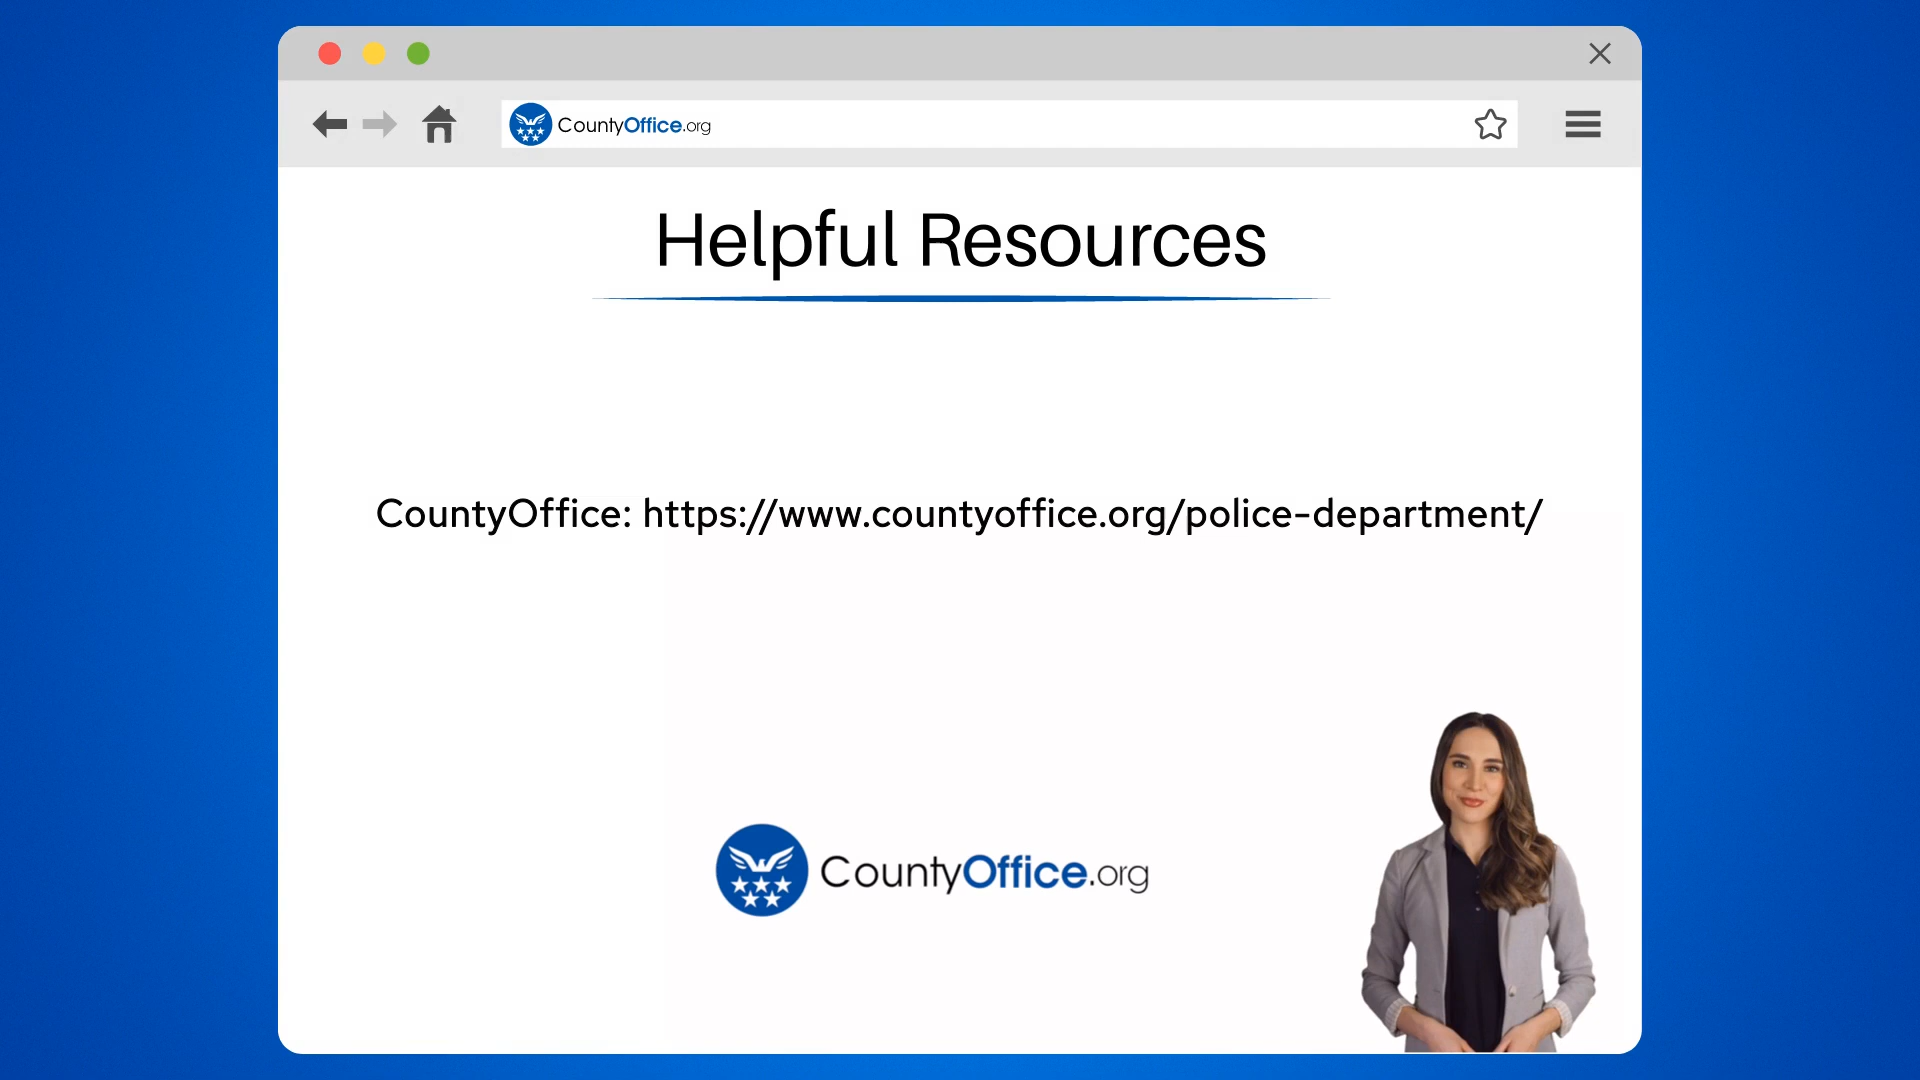 CountyOffice.org
Helpful Resources
CountyOffice: https://www.countyoffice.org/police-department/
CountyOffice.org